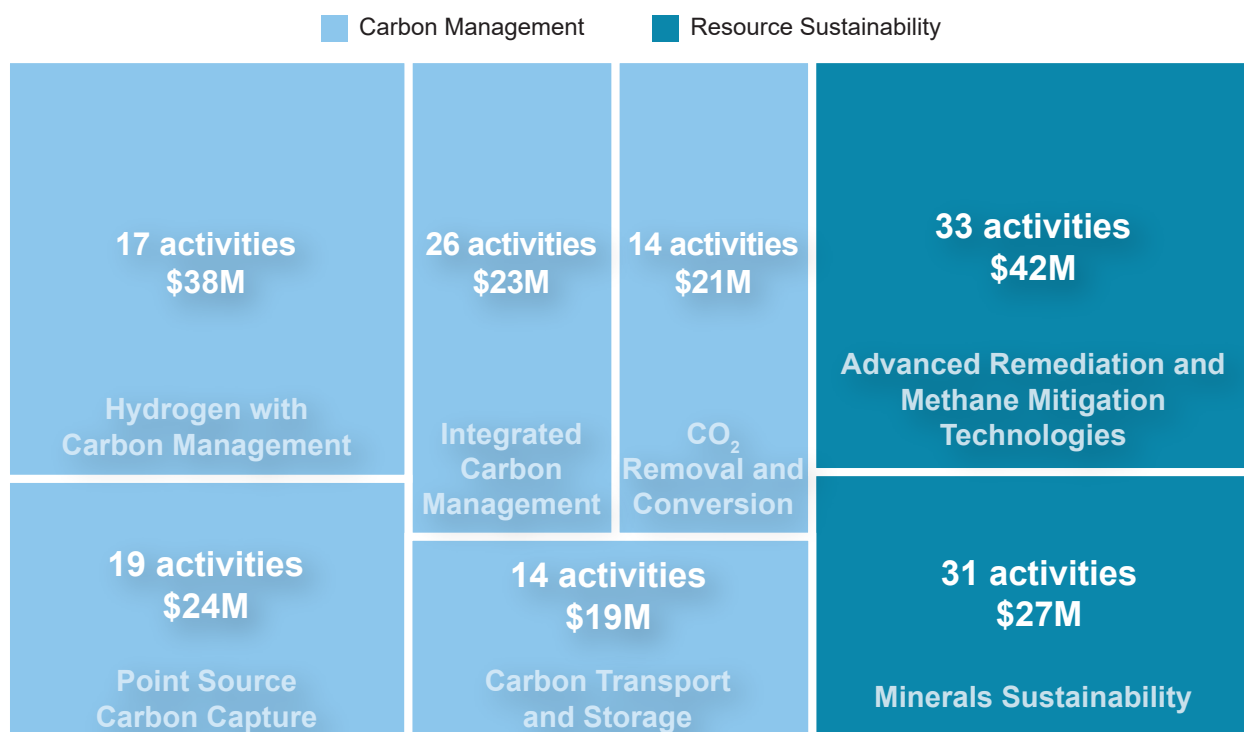 Carbon Management
Resource Sustainability
17 activities
$38M
Hydrogen with
Carbon Management
26 activities
$23M
Integrated
Carbon
Management
14 activities
$21M
CO₂
Removal and
Conversion
33 activities
$42M
Advanced Remediation and
Methane Mitigation
Technologies
19 activities
$24M
Point Source
Carbon Capture
14 activities
$19M
Carbon Transport
and Storage
31 activities
$27M
Minerals Sustainability